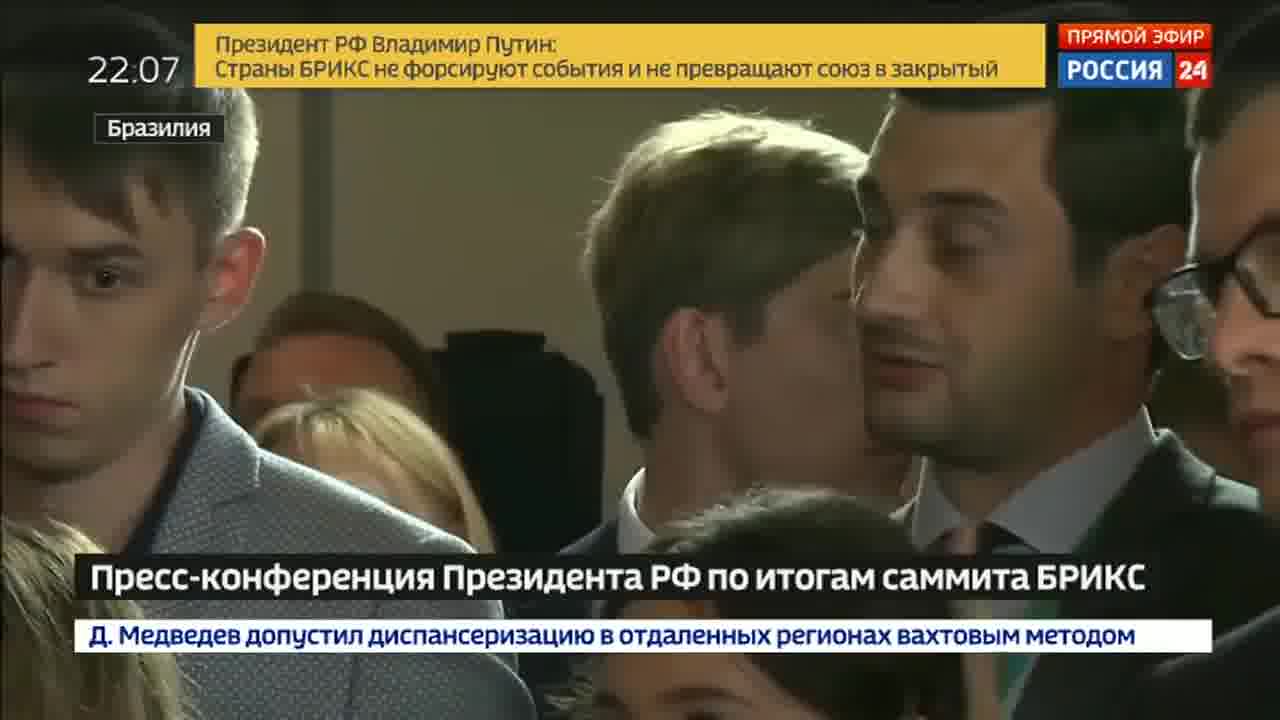 22.07
Президент РФ Владимир Путин:
Страны БРИКС не форсируют события и не превращают союз в закрытый
ПРЯМОЙ ЭФИР
РОССИЯ 24
Бразилия
Пресс-конференция Президента РФ по итогам саммита БРИКС
Д. Медведев допустил диспансеризацию в отдаленных регионах вахтовым методом